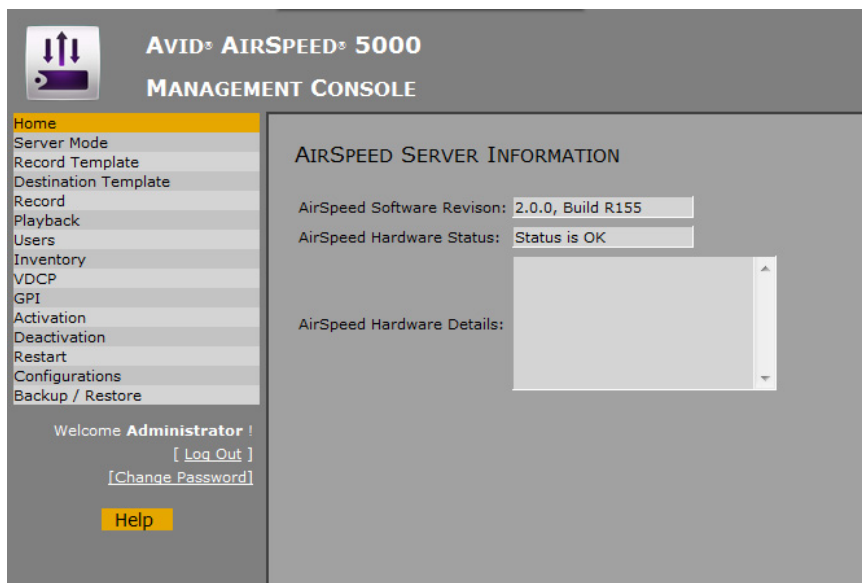 AVID® AIRSPEED® 5000
MANAGEMENT CONSOLE
Home
Server Mode
Record Template
Destination Template
Record
Playback
Users
Inventory
VDCP
GPI
Activation
Deactivation
Restart
Configurations
Backup / Restore
Welcome Administrator !
[ Log Out ]
[Change Password]
Help
AIRSPEED SERVER INFORMATION
AirSpeed Software Revison: 2.0.0, Build R155
AirSpeed Hardware Status: Status is OK
AirSpeed Hardware Details: